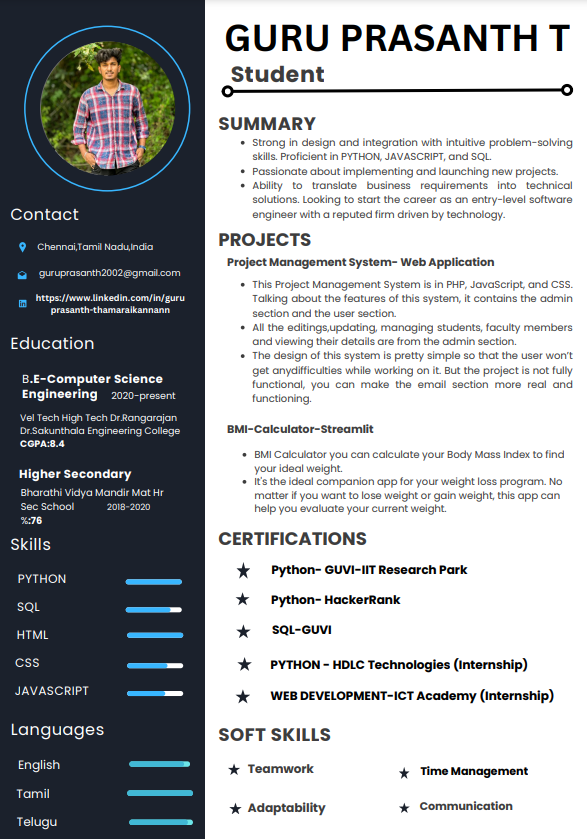 GURU PRASANTH T
Student
Contact
Chennai,Tamil Nadu,India
guruprasanth2002@gmail.com
https://www.linkedin.com/in/guru
prasanth-thamaraikannann
Education
B.E-Computer Science
Engineering 2020-present
Vel Tech High Tech Dr.Rangarajan
Dr.Sakunthala Engineering College
CGPA:8.4
Higher Secondary
Bharathi Vidya Mandir Mat Hr
Sec School 2018-2020
%:76
Skills
PYTHON
SQL
HTML
CSS
JAVASCRIPT
Languages
English
Tamil
Telugu
SUMMARY
Strong in design and integration with intuitive problem-solving
skills. Proficient in PYTHON, JAVASCRIPT, and SQL.
Passionate about implementing and launching new projects.
Ability to translate business requirements into technical
solutions. Looking to start the career as an entry-level software
engineer with a reputed firm driven by technology.
PROJECTS
Project Management System- Web Application
This Project Management System is in PHP, JavaScript, and CSS.
Talking about the features of this system, it contains the admin
section and the user section.
All the editings,updating, managing students, faculty members
and viewing their details are from the admin section.
The design of this system is pretty simple so that the user won't
get anydifficulties while working on it. But the project is not fully
functional, you can make the email section more real and
functioning.
BMI-Calculator-Streamlit
BMI Calculator you can calculate your Body Mass Index to find
your ideal weight.
It's the ideal companion app for your weight loss program. No
matter if you want to lose weight or gain weight, this app can
help you evaluate your current weight.
CERTIFICATIONS
Python- GUVI-IIT Research Park
Python- HackerRank
SQL-GUVI
PYTHON - HDLC Technologies (Internship)
WEB DEVELOPMENT-ICT Academy (Internship)
SOFT SKILLS
Teamwork
Time Management
Adaptability
Communication